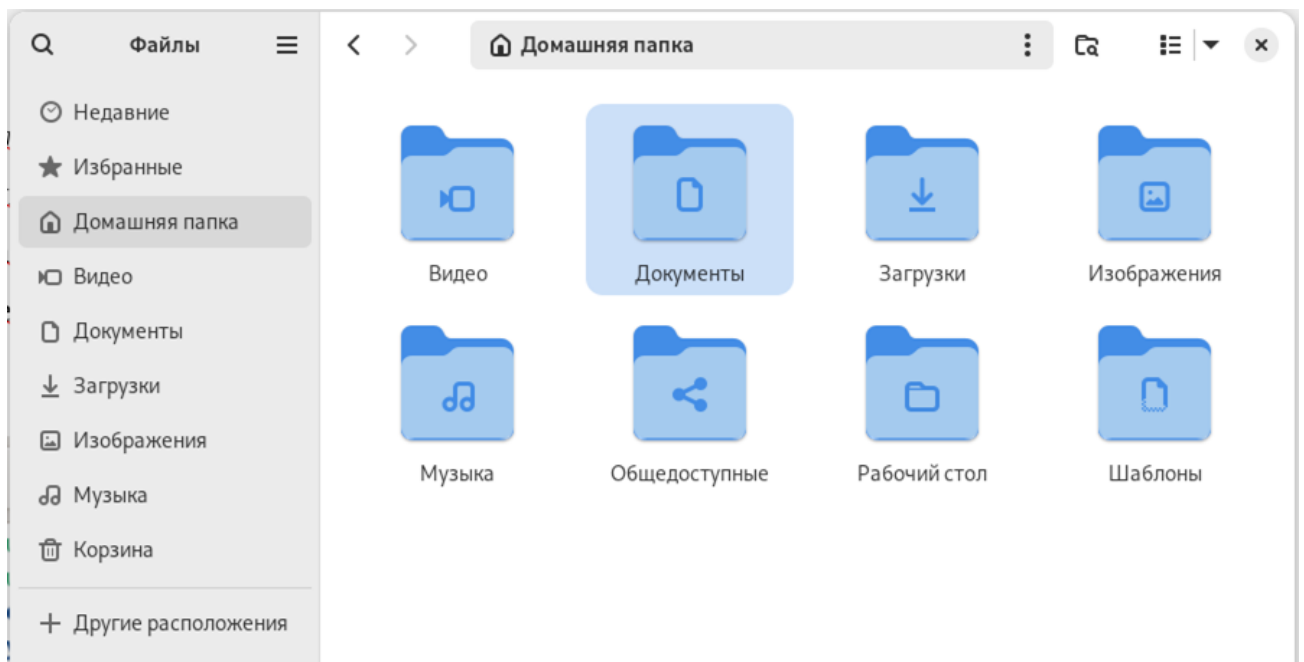 Файлы
Домашняя папка
Недавние
Избранные
Домашняя папка
Видео
Документы
Загрузки
Изображения
Музыка
Корзина
Другие расположения
Видео
Документы
Загрузки
Изображения
Музыка
Общедоступные
Рабочий стол
Шаблоны